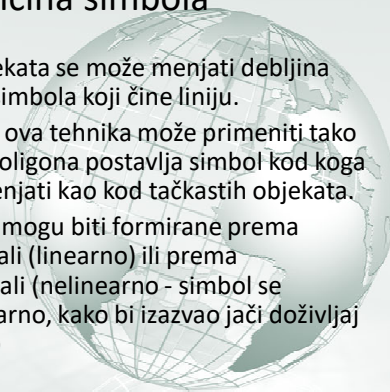 ičina simbola
ekata se može menjati debljina
simbola koji čine liniju.
ova tehnika može primeniti tako
oligona postavlja simbol kod koga
enjati kao kod tačkastih objekata.
mogu biti formirane prema
ali (linearno) ili prema
ali (nelinearno - simbol se
arno, kako bi izazvao jači doživljaj